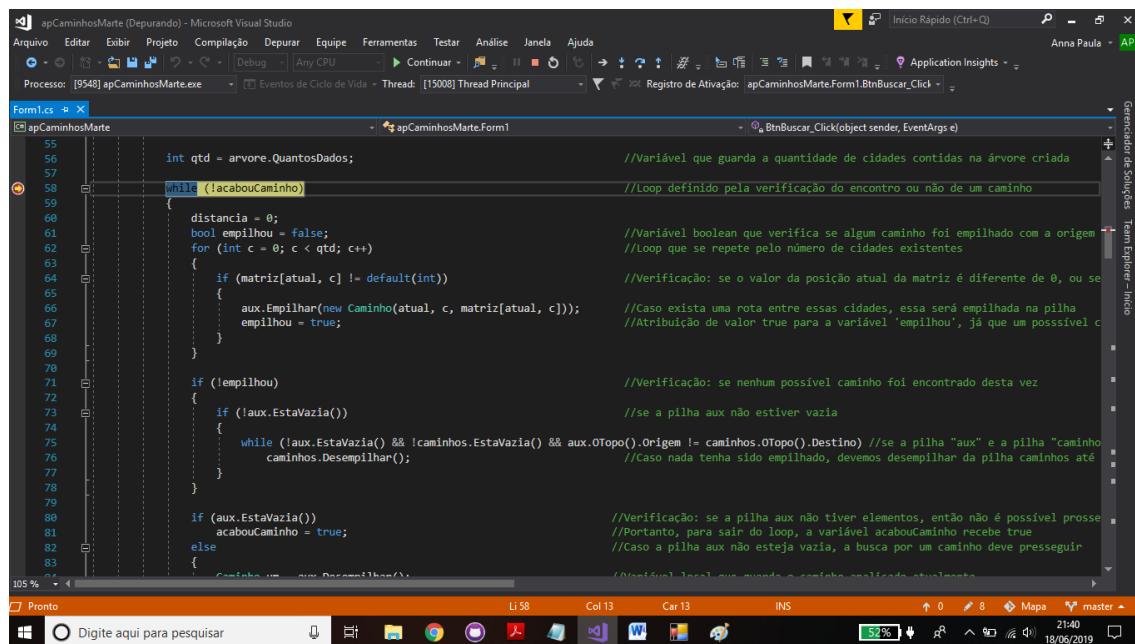 apCaminhosMarte (Depurando) - Microsoft Visual Studio
Início Rápido (Ctrl+Q)
Arquivo Editar Exibir Projeto Compilação Depurar Equipe Ferramentas Testar Análise Janela Ajuda
Anna Paula AP
Debug Any CPU Continuar Application Insights
Processo: [9548] apCaminhosMarte.exe Eventos de Ciclo de Vida Thread: [15008] Thread Principal Registro de Ativação: apCaminhosMarte.Form1.BtnBuscar_Click
Form1.cs
apCaminhosMarte apCaminhosMarte.Form1 BtnBuscar_Click(object sender, EventArgs e)
55
56 int qtd = arvore.QuantosDados; //Variável que guarda a quantidade de cidades contidas na árvore criada
57
58 while (!acabouCaminho) //Loop definido pela verificação do encontro ou não de um caminho
59 {
60 distancia = 0;
61 bool empilhou = false; //Variável boolean que verifica se algum caminho foi empilhado com a origem
62 for (int c = 0; c < qtd; c++) //Loop que se repete pelo número de cidades existentes
63 {
64 if (matriz[atual, c] != default(int)) //Verificação: se o valor da posição atual da matriz é diferente de 0, ou se
65 {
66 aux.Empilhar(new Caminho(atual, c, matriz[atual, c])); //Caso exista uma rota entre essas cidades, essa será empilhada na pilha
67 empilhou = true; //Atribuição de valor true para a variável 'empilhou', já que um posssível c
68 }
69 }
70
71 if (!empilhou) //Verificação: se nenhum possível caminho foi encontrado desta vez
72 {
73 if (!aux.EstaVazia()) //se a pilha aux não estiver vazia
74 {
75 while (!aux.EstaVazia() && !caminhos.EstaVazia() && aux.OTopo().Origem != caminhos.OTopo().Destino) //se a pilha "aux" e a pilha "caminho
76 caminhos.Desempilhar(); //Caso nada tenha sido empilhado, devemos desempilhar da pilha caminhos até
77 }
78 }
79
80 if (aux.EstaVazia()) //Verificação: se a pilha aux não tiver elementos, então não é possível prosse
81 acabouCaminho = true; //Portanto, para sair do loop, a variável acabouCaminho recebe true
82 else //Caso a pilha aux não esteja vazia, a busca por um caminho deve presseguir
83 {
84 Caminho um = aux.Desempilhar(); //Variável local que guarda o caminho analisado atualmente
Gerenciador de Soluções
Team Explorer – Início
105 %
Pronto Li 58 Col 13 Car 13 INS 0 8 Mapa master
Digite aqui para pesquisar
52% 21:40
18/06/2019